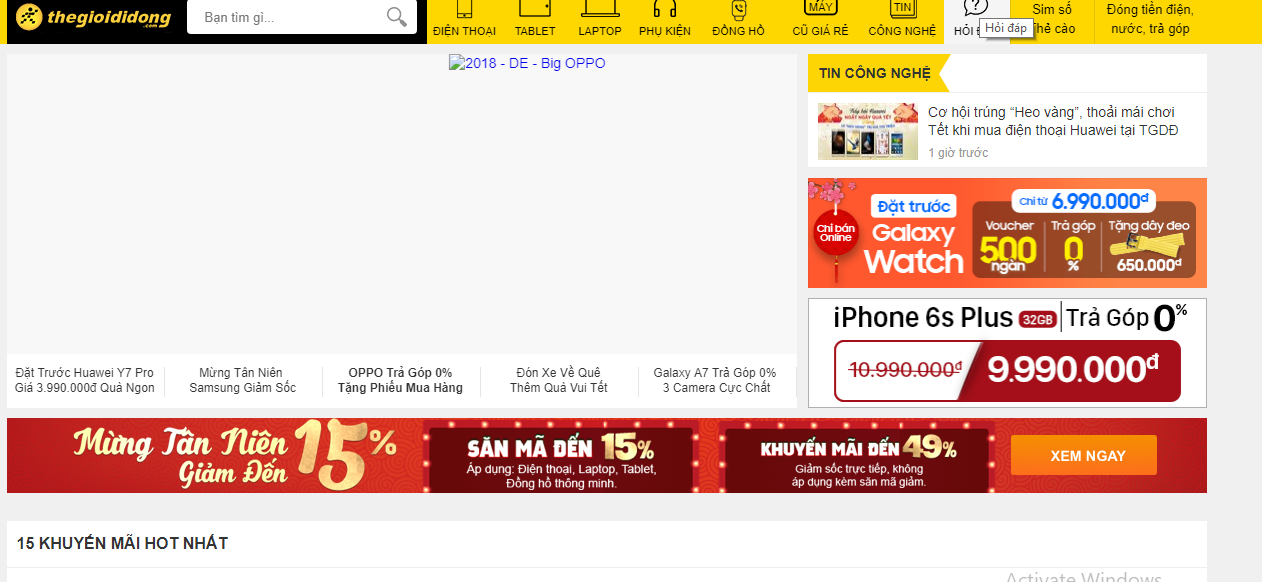 thegioididong
.com
Bạn tìm gì...
ĐIỆN THOẠI
TABLET
LAPTOP
PHỤ KIỆN
ĐỒNG HỒ
MÁY
CŨ GIÁ RẺ
TIN
CÔNG NGHỆ
?
HỎI
Hỏi đáp
Sim số
thẻ cào
Đóng tiền điện,
nước, trả góp
2018 - DE - Big OPPO
TIN CÔNG NGHỆ
Cơ hội trúng “Heo vàng”, thoải mái chơi
Tết khi mua điện thoại Huawei tại TGDĐ
1 giờ trước
Chỉ bán
Online
Đặt trước
Galaxy
Watch
Chỉ từ 6.990.000đ
Voucher
500
ngàn
Trả góp
0
%
Tặng dây đeo
650.000đ
iPhone 6s Plus 32GB Trả Góp 0%
10.990.000đ
9.990.000đ
Đặt Trước Huawei Y7 Pro
Giá 3.990.000đ Quà Ngon
Mừng Tân Niên
Samsung Giảm Sốc
OPPO Trả Góp 0%
Tặng Phiếu Mua Hàng
Đón Xe Về Quê
Thêm Quà Vui Tết
Galaxy A7 Trả Góp 0%
3 Camera Cực Chất
Mừng Tân Niên
Giảm Đến
15%
SĂN MÃ ĐẾN 15%
Áp dụng: Điện thoại, Laptop, Tablet,
Đồng hồ thông minh.
KHUYẾN MÃI ĐẾN 49%
Giảm sốc trực tiếp, không
áp dụng kèm săn mã giảm.
XEM NGAY
15 KHUYẾN MÃI HOT NHẤT
Activate Windows